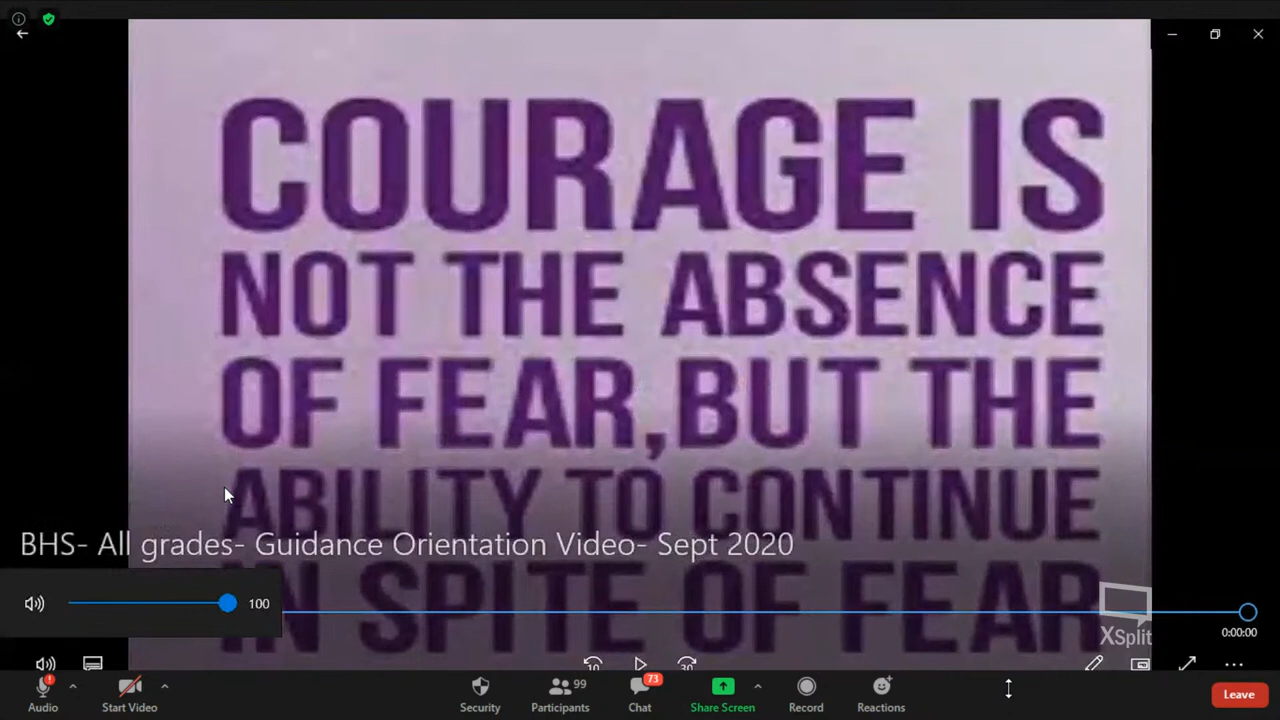 COURAGE IS
NOT THE ABSENCE
OF FEAR, BUT THE
ABILITY TO CONTINUE
IN SPITE OF FEAR
BHS- All grades- Guidance Orientation Video- Sept 2020
100
XSplit
0:00:00
10
30
Audio
Start Video
Security
99
Participants
73
Chat
Share Screen
Record
Reactions
Leave